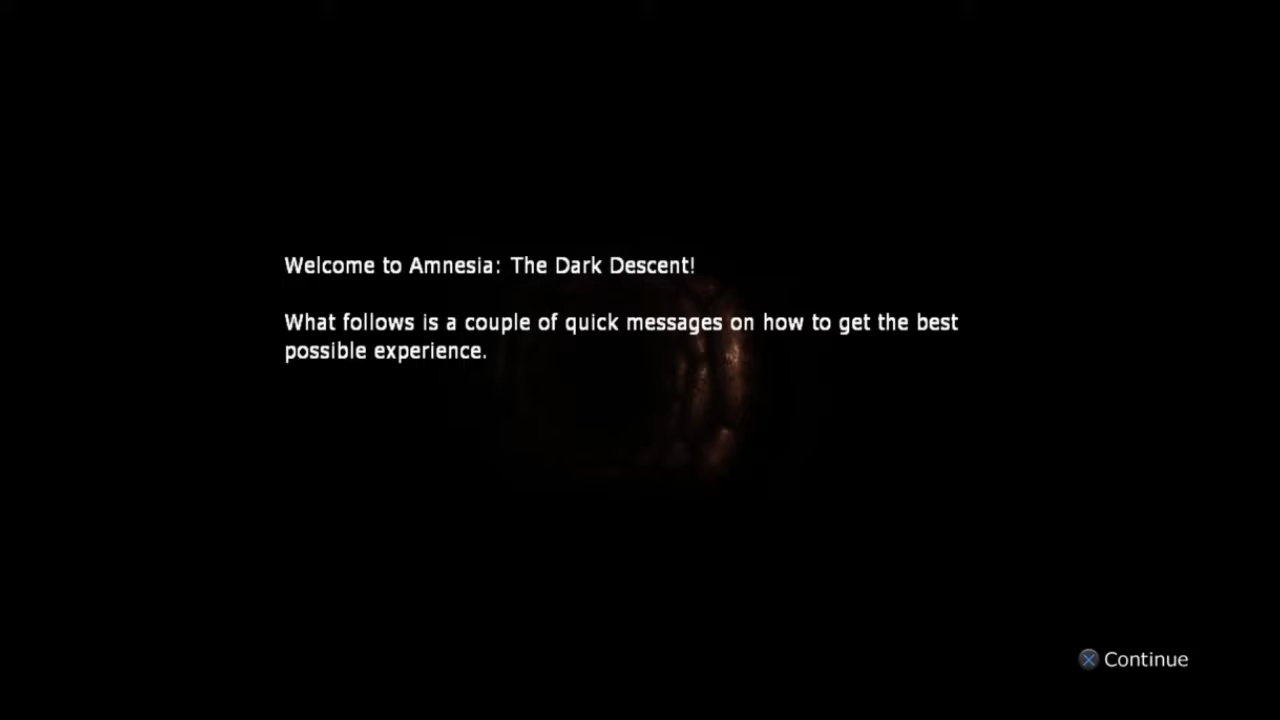 Welcome to Amnesia: The Dark Descent!
What follows is a couple of quick messages on how to get the best
possible experience.
Continue